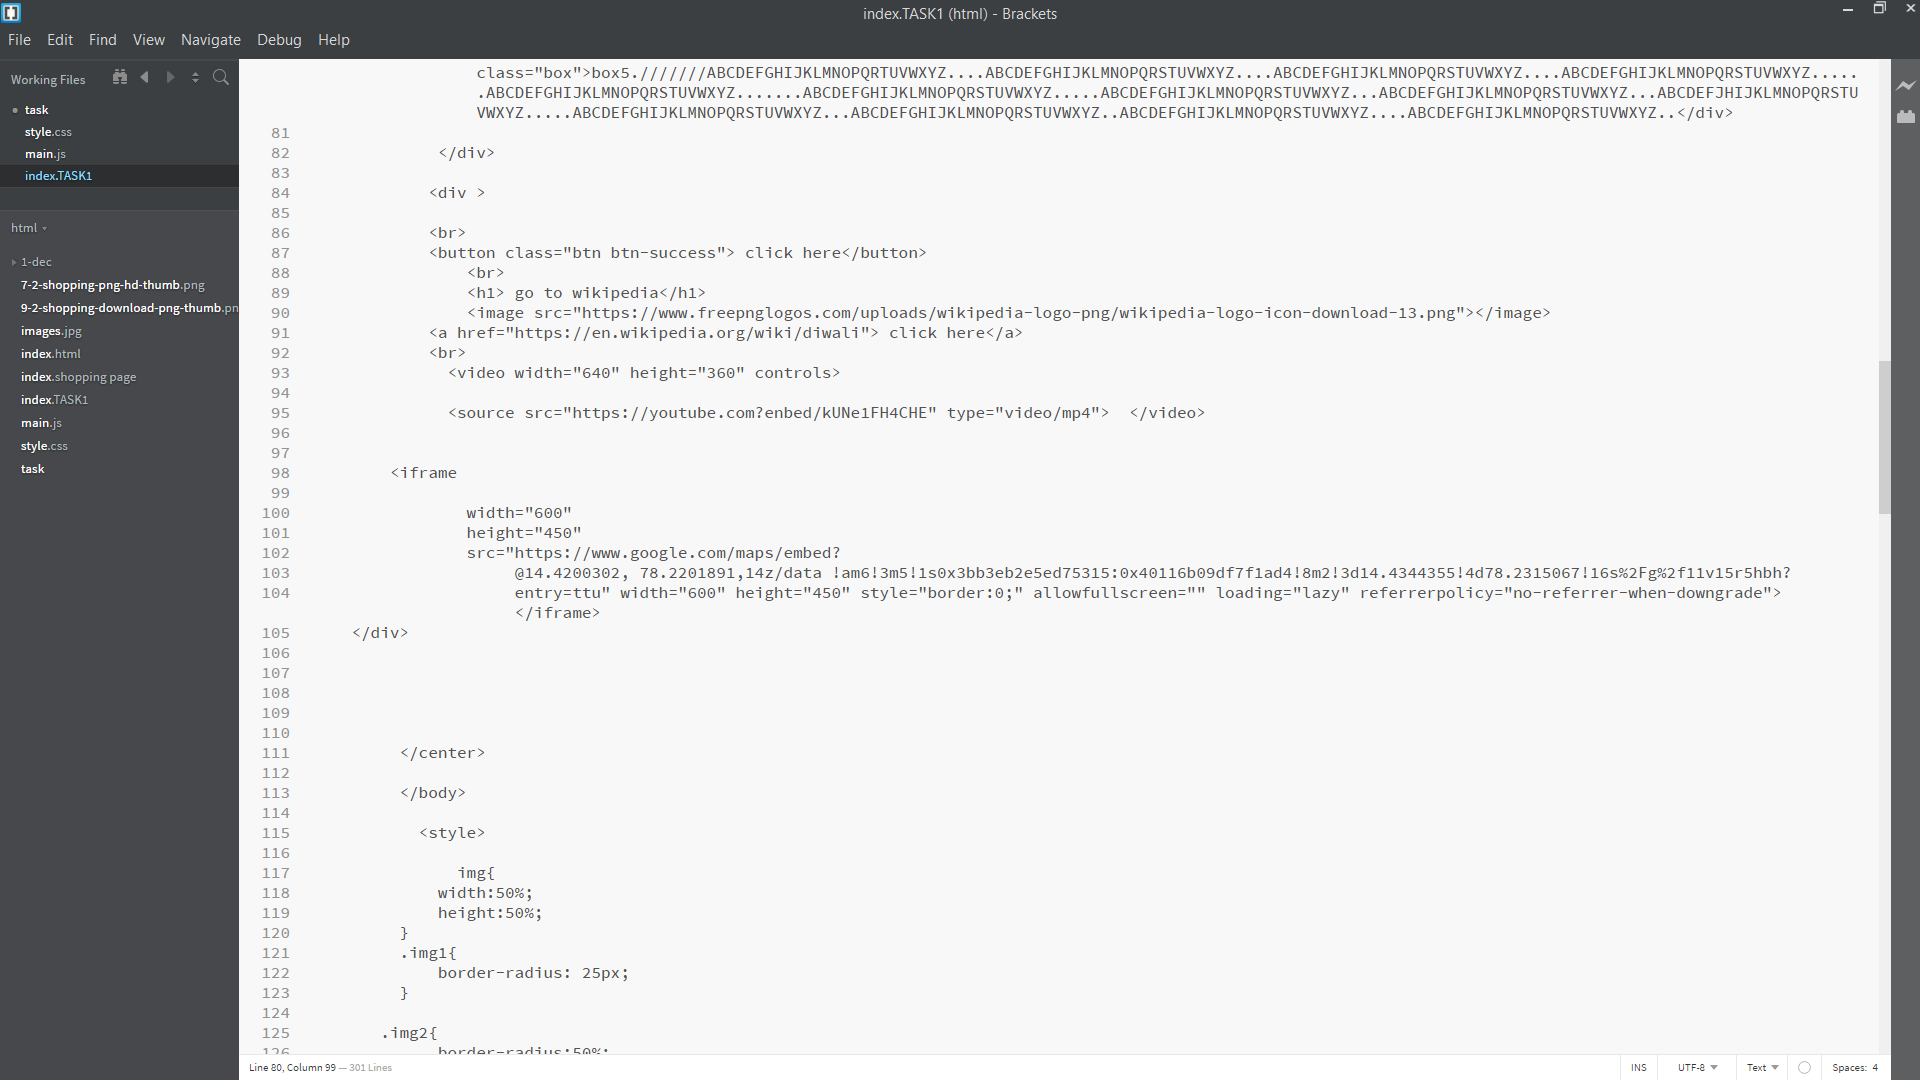 index.TASK1 (html) - Brackets
File Edit Find View Navigate Debug Help
Working Files
task
style.css
main.js
index.TASK1
html
1-dec
7-2-shopping-png-hd-thumb.png
9-2-shopping-download-png-thumb.pn
images.jpg
index.html
index.shopping page
index.TASK1
main.js
style.css
task
class="box">box5.///////ABCDEFGHIJKLMNOPQRTUVWXYZ....ABCDEFGHIJKLMNOPQRSTUVWXYZ....ABCDEFGHIJKLMNOPQRSTUVWXYZ....ABCDEFGHIJKLMNOPQRSTUVWXYZ.....
.ABCDEFGHIJKLMNOPQRSTUVWXYZ.......ABCDEFGHIJKLMNOPQRSTUVWXYZ.....ABCDEFGHIJKLMNOPQRSTUVWXYZ...ABCDEFGHIJKLMNOPQRSTUVWXYZ...ABCDEFJHIJKLMNOPQRSTU
VWXYZ.....ABCDEFGHIJKLMNOPQRSTUVWXYZ...ABCDEFGHIJKLMNOPQRSTUVWXYZ..ABCDEFGHIJKLMNOPQRSTUVWXYZ....ABCDEFGHIJKLMNOPQRSTUVWXYZ..</div>
81
82 </div>
83
84 <div >
85
86 <br>
87 <button class="btn btn-success"> click here</button>
88 <br>
89 <h1> go to wikipedia</h1>
90 <image src="https://www.freepnglogos.com/uploads/wikipedia-logo-png/wikipedia-logo-icon-download-13.png"></image>
91 <a href="https://en.wikipedia.org/wiki/diwali"> click here</a>
92 <br>
93 <video width="640" height="360" controls>
94
95 <source src="https://youtube.com?enbed/kUNe1FH4CHE" type="video/mp4">  </video>
96
97
98 <iframe
99
100 width="600"
101 height="450"
102 src="https://www.google.com/maps/embed?
103 @14.4200302, 78.2201891,14z/data !am6!3m5!1s0x3bb3eb2e5ed75315:0x40116b09df7f1ad4!8m2!3d14.4344355!4d78.2315067!16s%2Fg%2f11v15r5hbh?
104 entry=ttu" width="600" height="450" style="border:0;" allowfullscreen="" loading="lazy" referrerpolicy="no-referrer-when-downgrade">
</iframe>
105 </div>
106
107
108
109
110
111 </center>
112
113 </body>
114
115 <style>
116
117 img{
118 width:50%;
119 height:50%;
120 }
121 .img1{
122 border-radius: 25px;
123 }
124
125 .img2{
126 border-radius:50%;
Line 80, Column 99 — 301 Lines
INS UTF-8 Text Spaces: 4